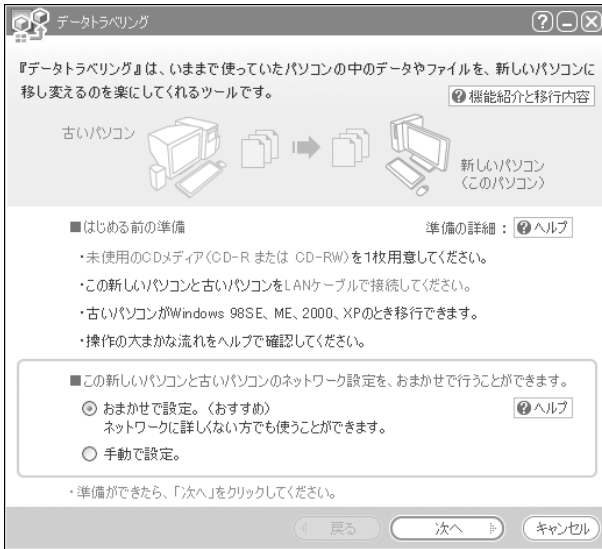 データトラベリング
『データトラベリング』は、いままで使っていたパソコンの中のデータやファイルを、新しいパソコンに
移し変えるのを楽にしてくれるツールです。
?機能紹介と移行内容
古いパソコン
新しいパソコン
(このパソコン)
■はじめる前の準備
準備の詳細:
?ヘルプ
・未使用のCDメディア(CD-R または CD-RW)を1枚用意してください。
・この新しいパソコンと古いパソコンをLANケーブルで接続してください。
・古いパソコンがWindows 98SE、ME、2000、XPのとき移行できます。
・操作の大まかな流れをヘルプで確認してください。
■この新しいパソコンと古いパソコンのネットワーク設定を、おまかせで行うことができます。
おまかせで設定。(おすすめ)
?ヘルプ
ネットワークに詳しくない方でも使うことができます。
手動で設定。
・準備ができたら、「次へ」をクリックしてください。
戻る
次へ
キャンセル